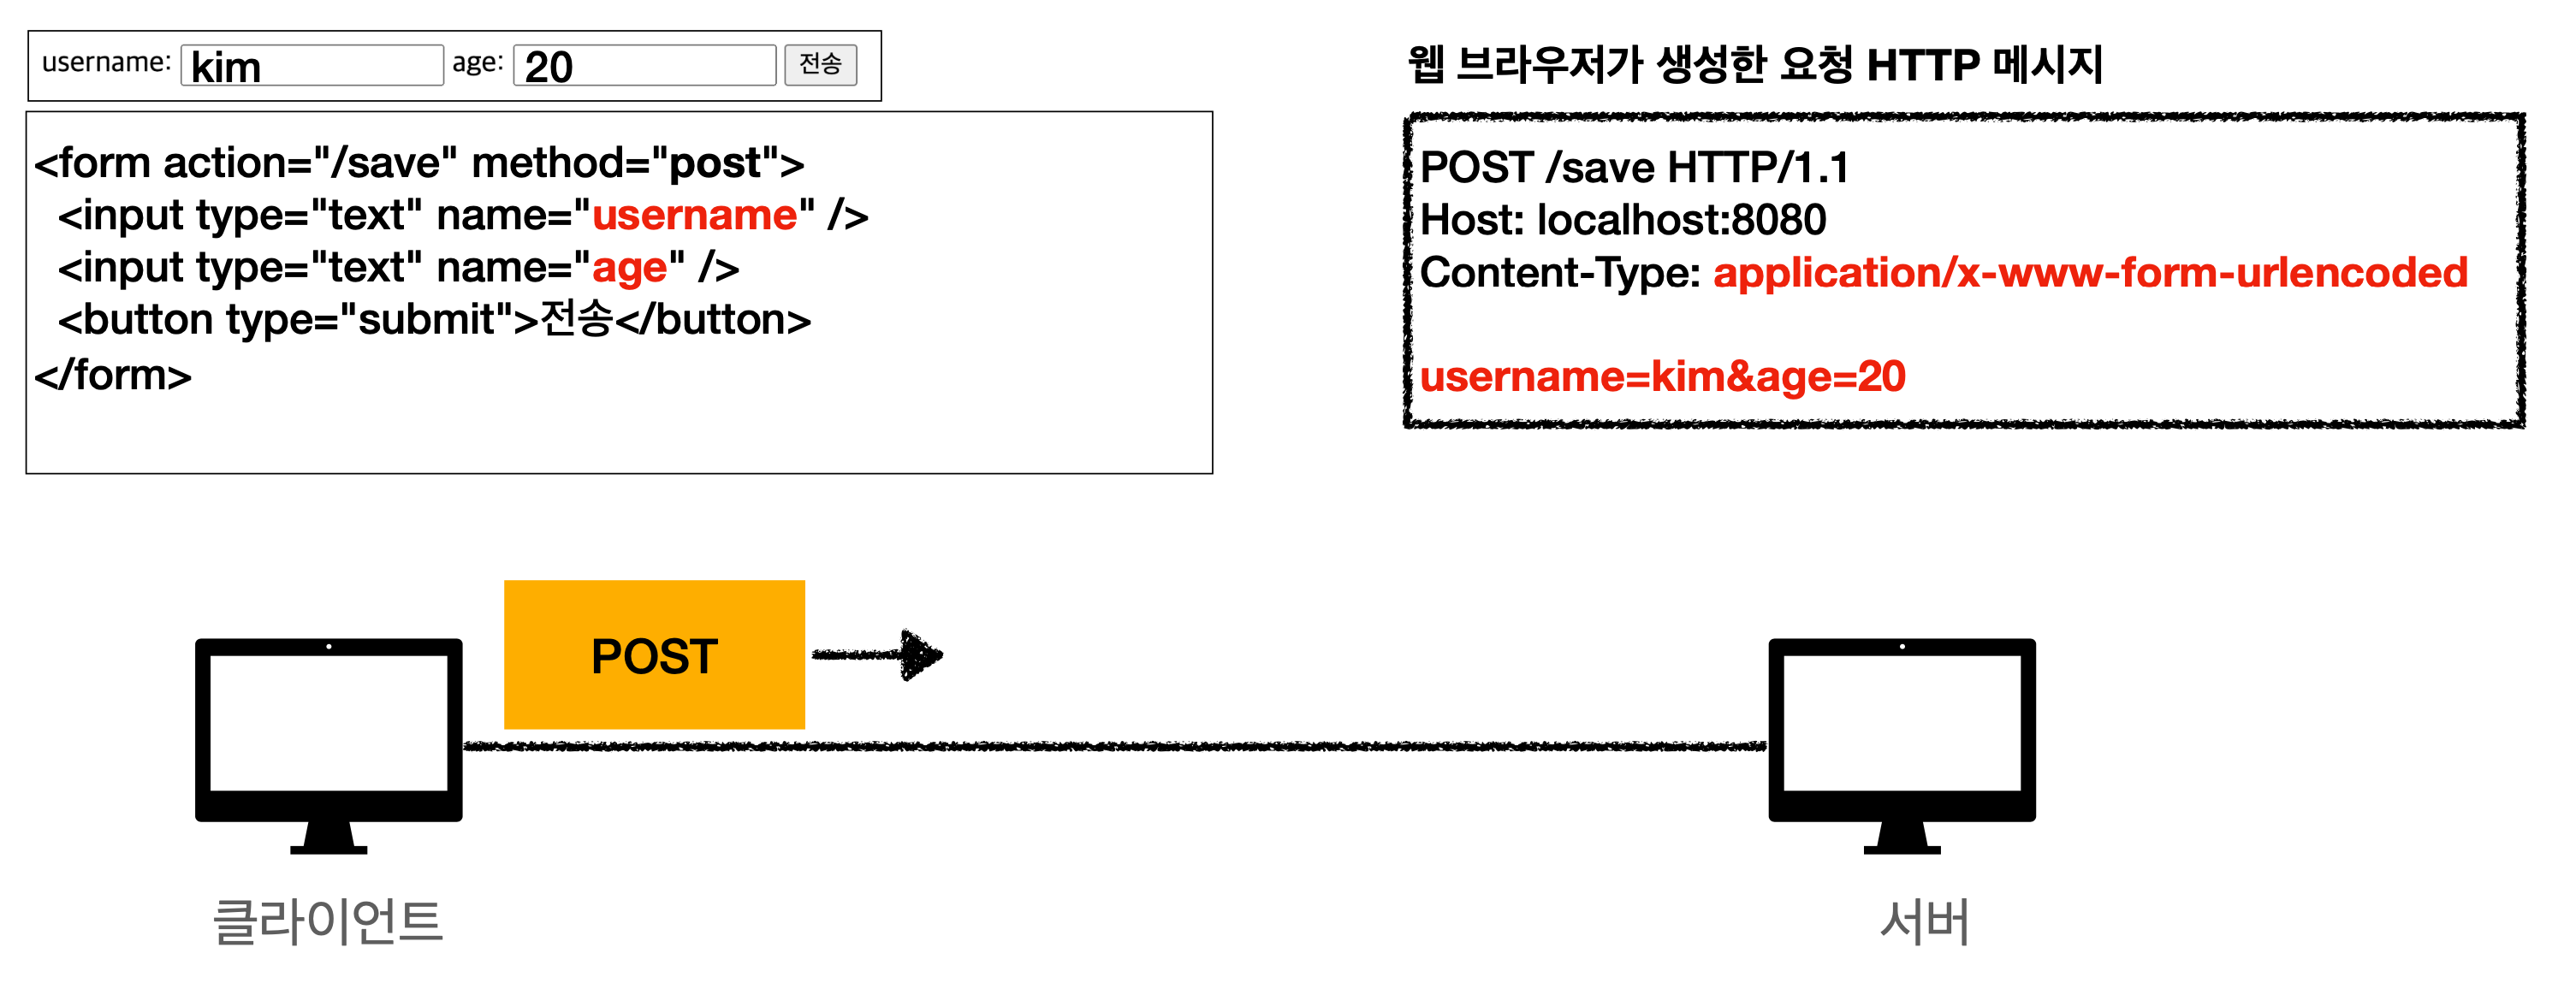 username: kim age: 20 전송
<form action="/save" method="post">
<input type="text" name="username" />
<input type="text" name="age" />
<button type="submit">전송</button>
</form>
웹 브라우저가 생성한 요청 HTTP 메시지
POST /save HTTP/1.1
Host: localhost:8080
Content-Type: application/x-www-form-urlencoded
username=kim&age=20
POST
클라이언트
서버